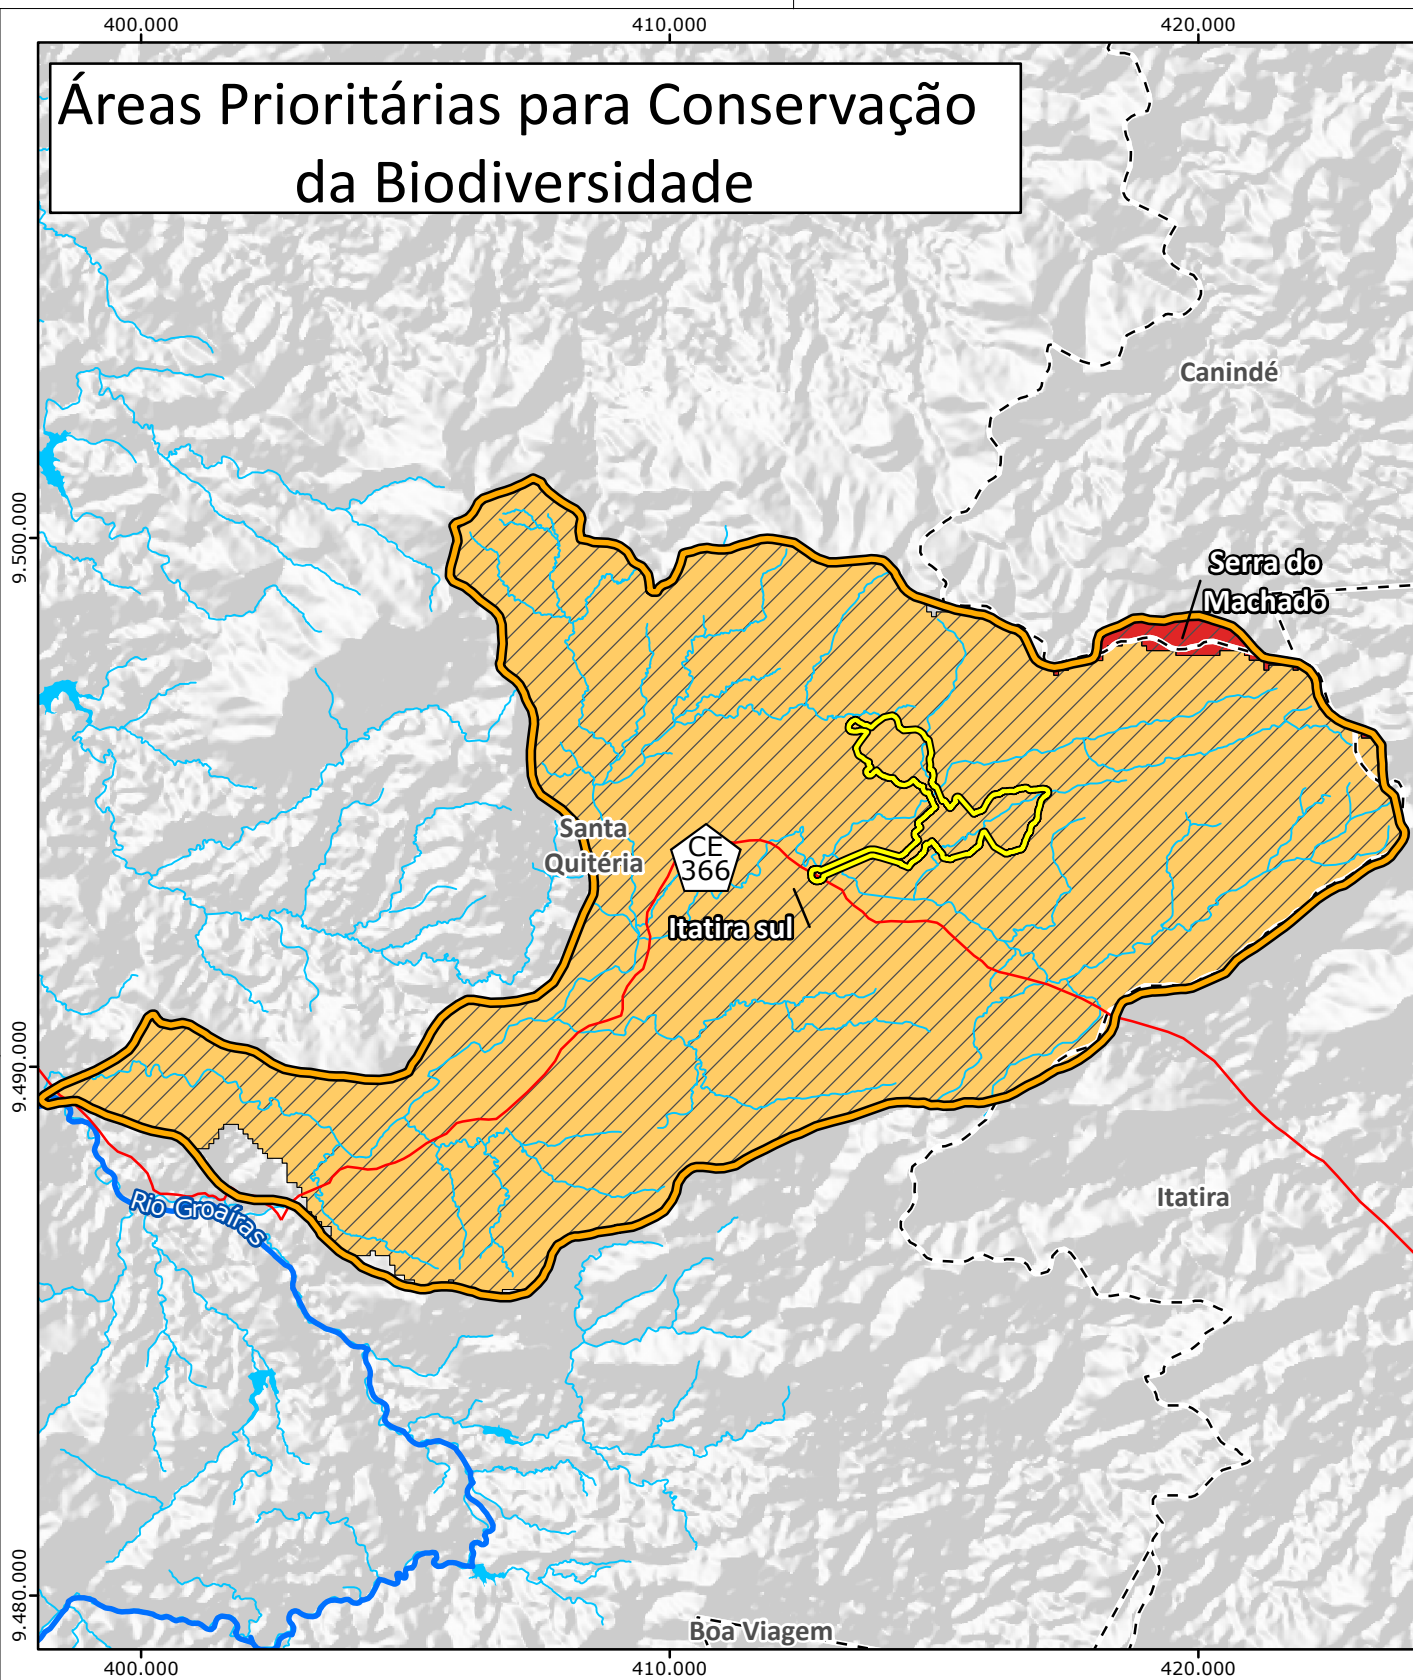 400.000
410.000
420.000
Áreas Prioritárias para Conservação
da Biodiversidade
Canindé
9.500.000
Serra do
Machado
Santa
Quitéria
CE
366
Itatira sul
9.490.000
Rio Groaíras
Itatira
9.480.000
Boa Viagem
400.000
410.000
420.000